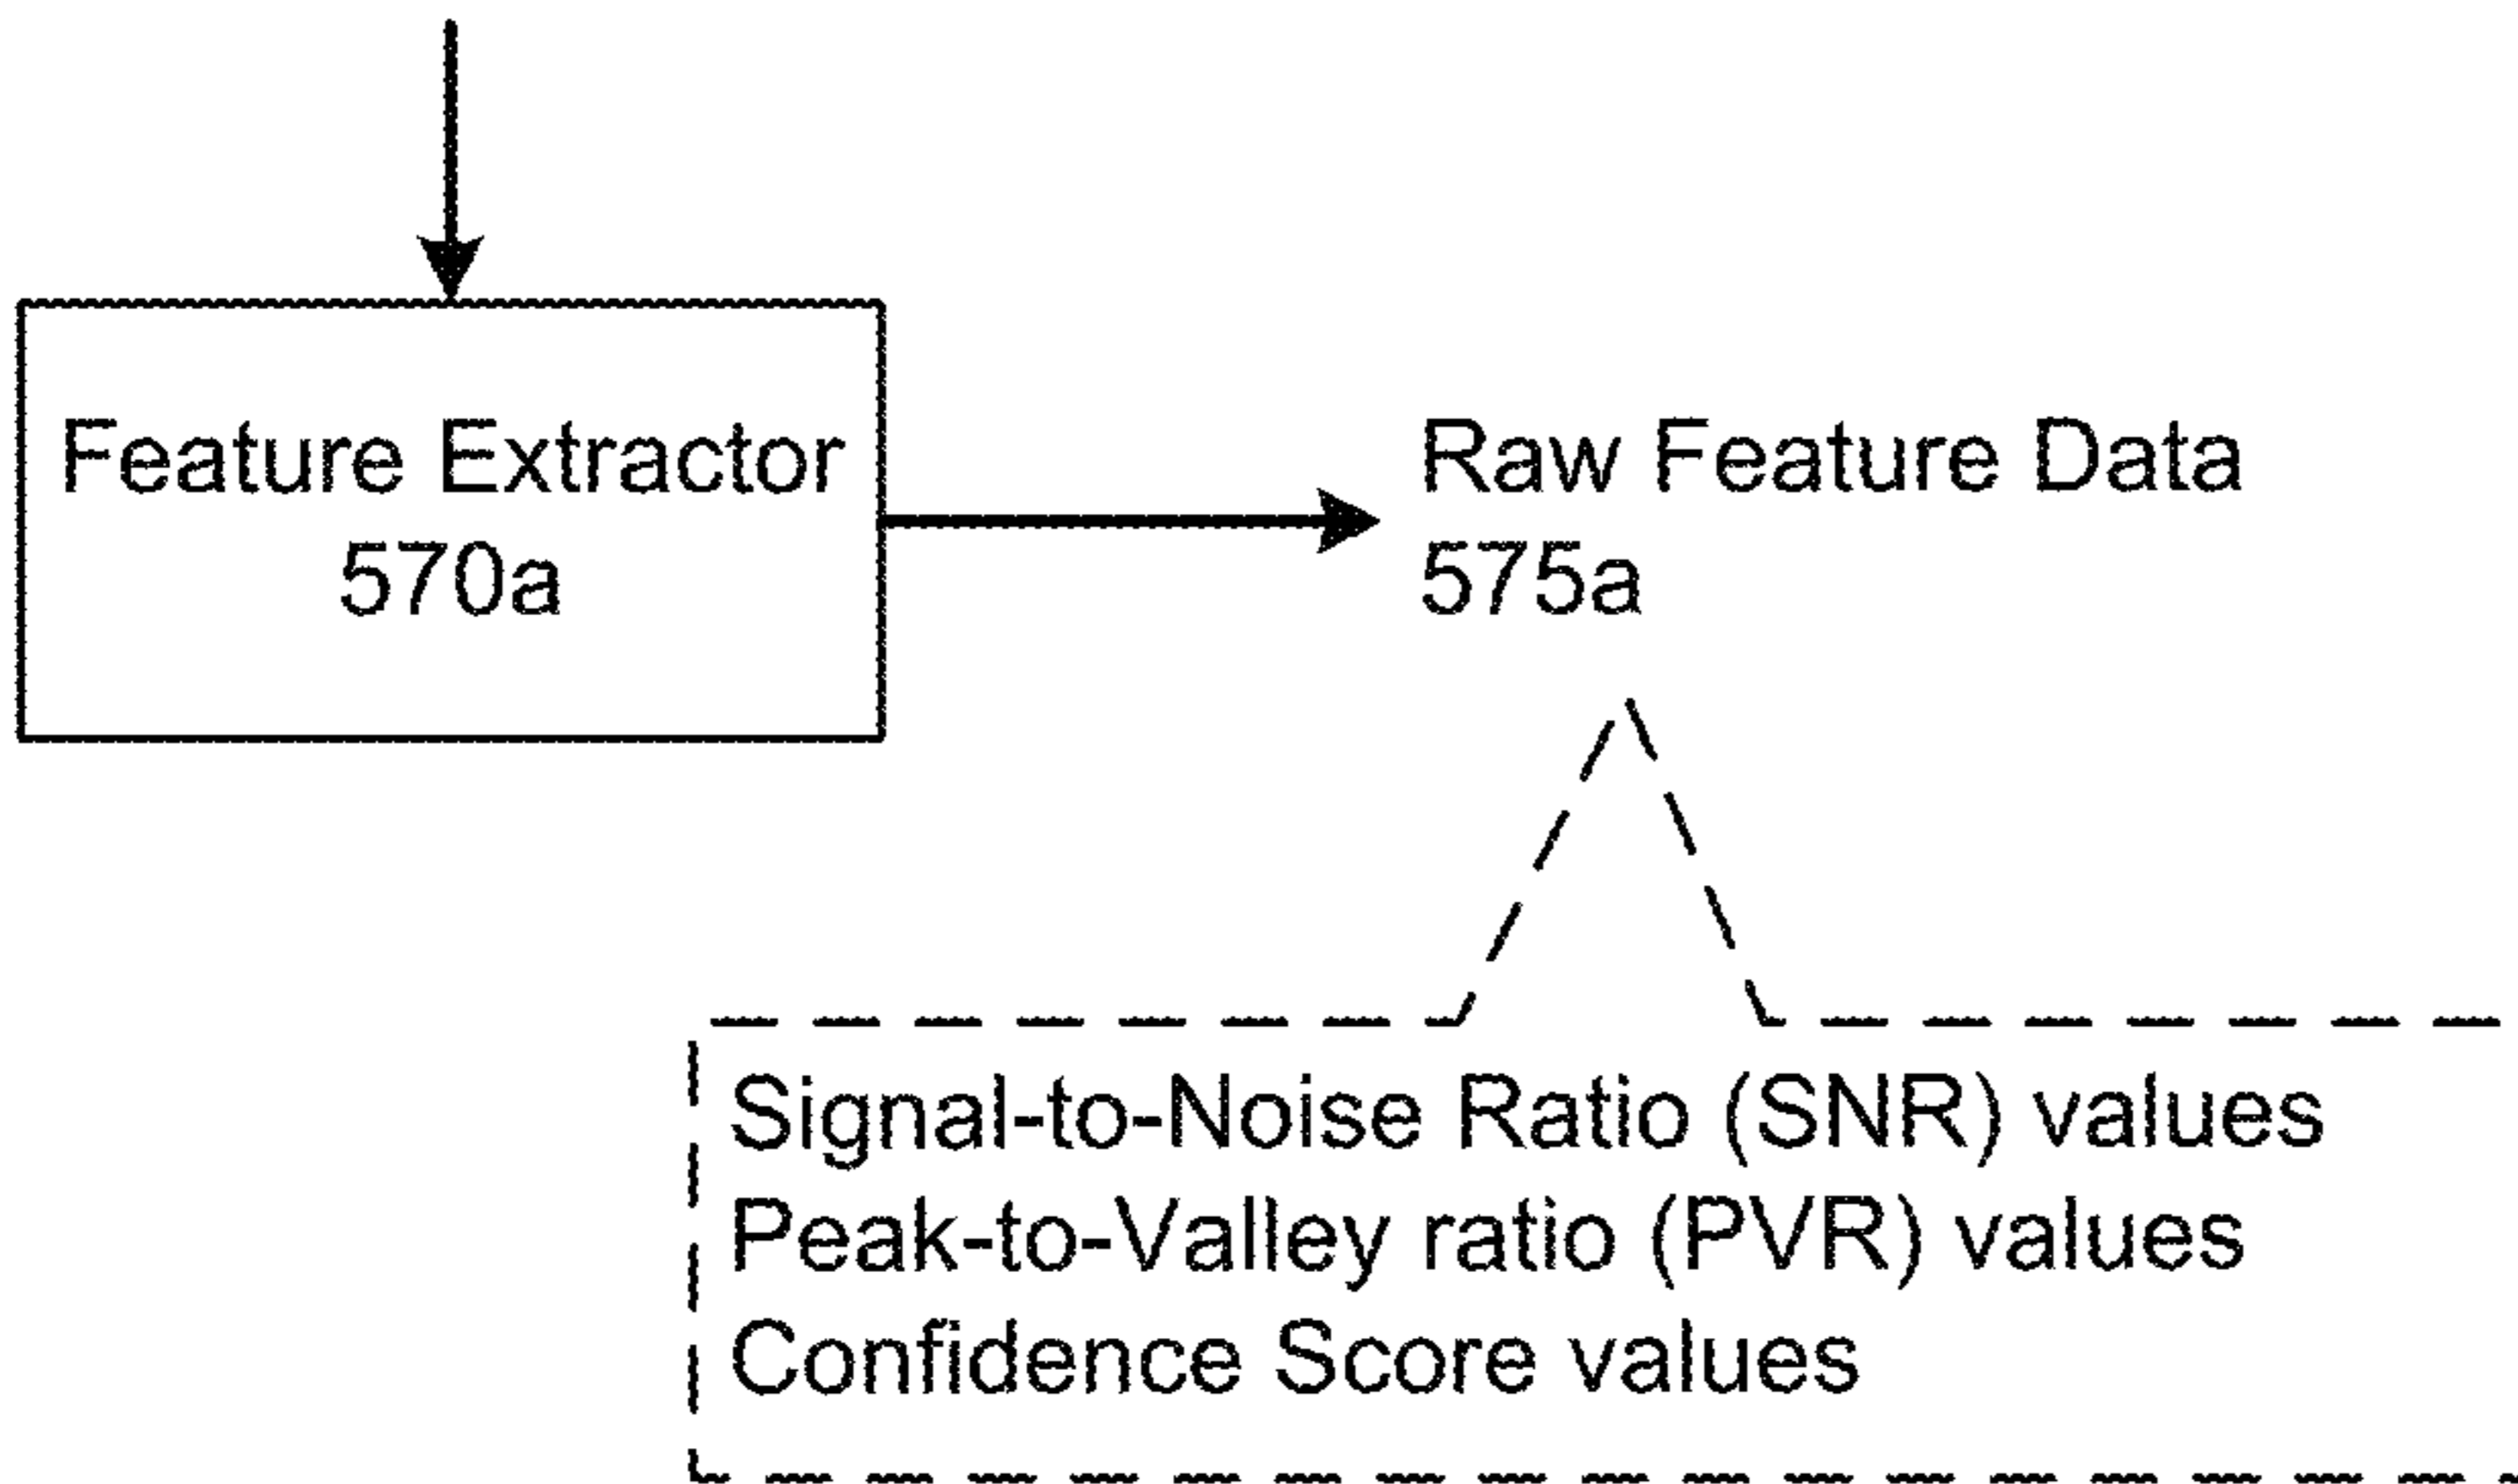 Feature Extractor
570a
Raw Feature Data
575a
Signal-to-Noise Ratio (SNR) values
Peak-to-Valley ratio (PVR) values
Confidence Score values